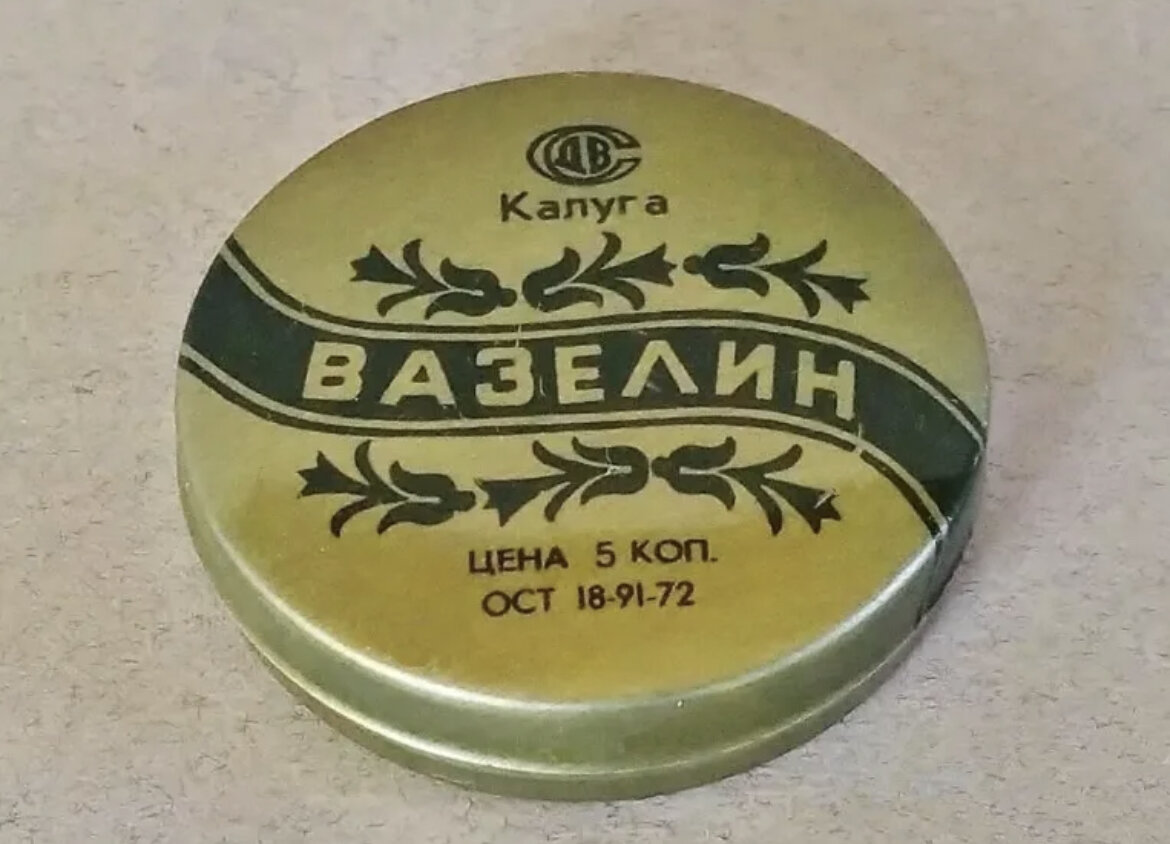 Калуга
ВАЗЕЛИН
ЦЕНА 5 КОП.
ОСТ 18-91-72